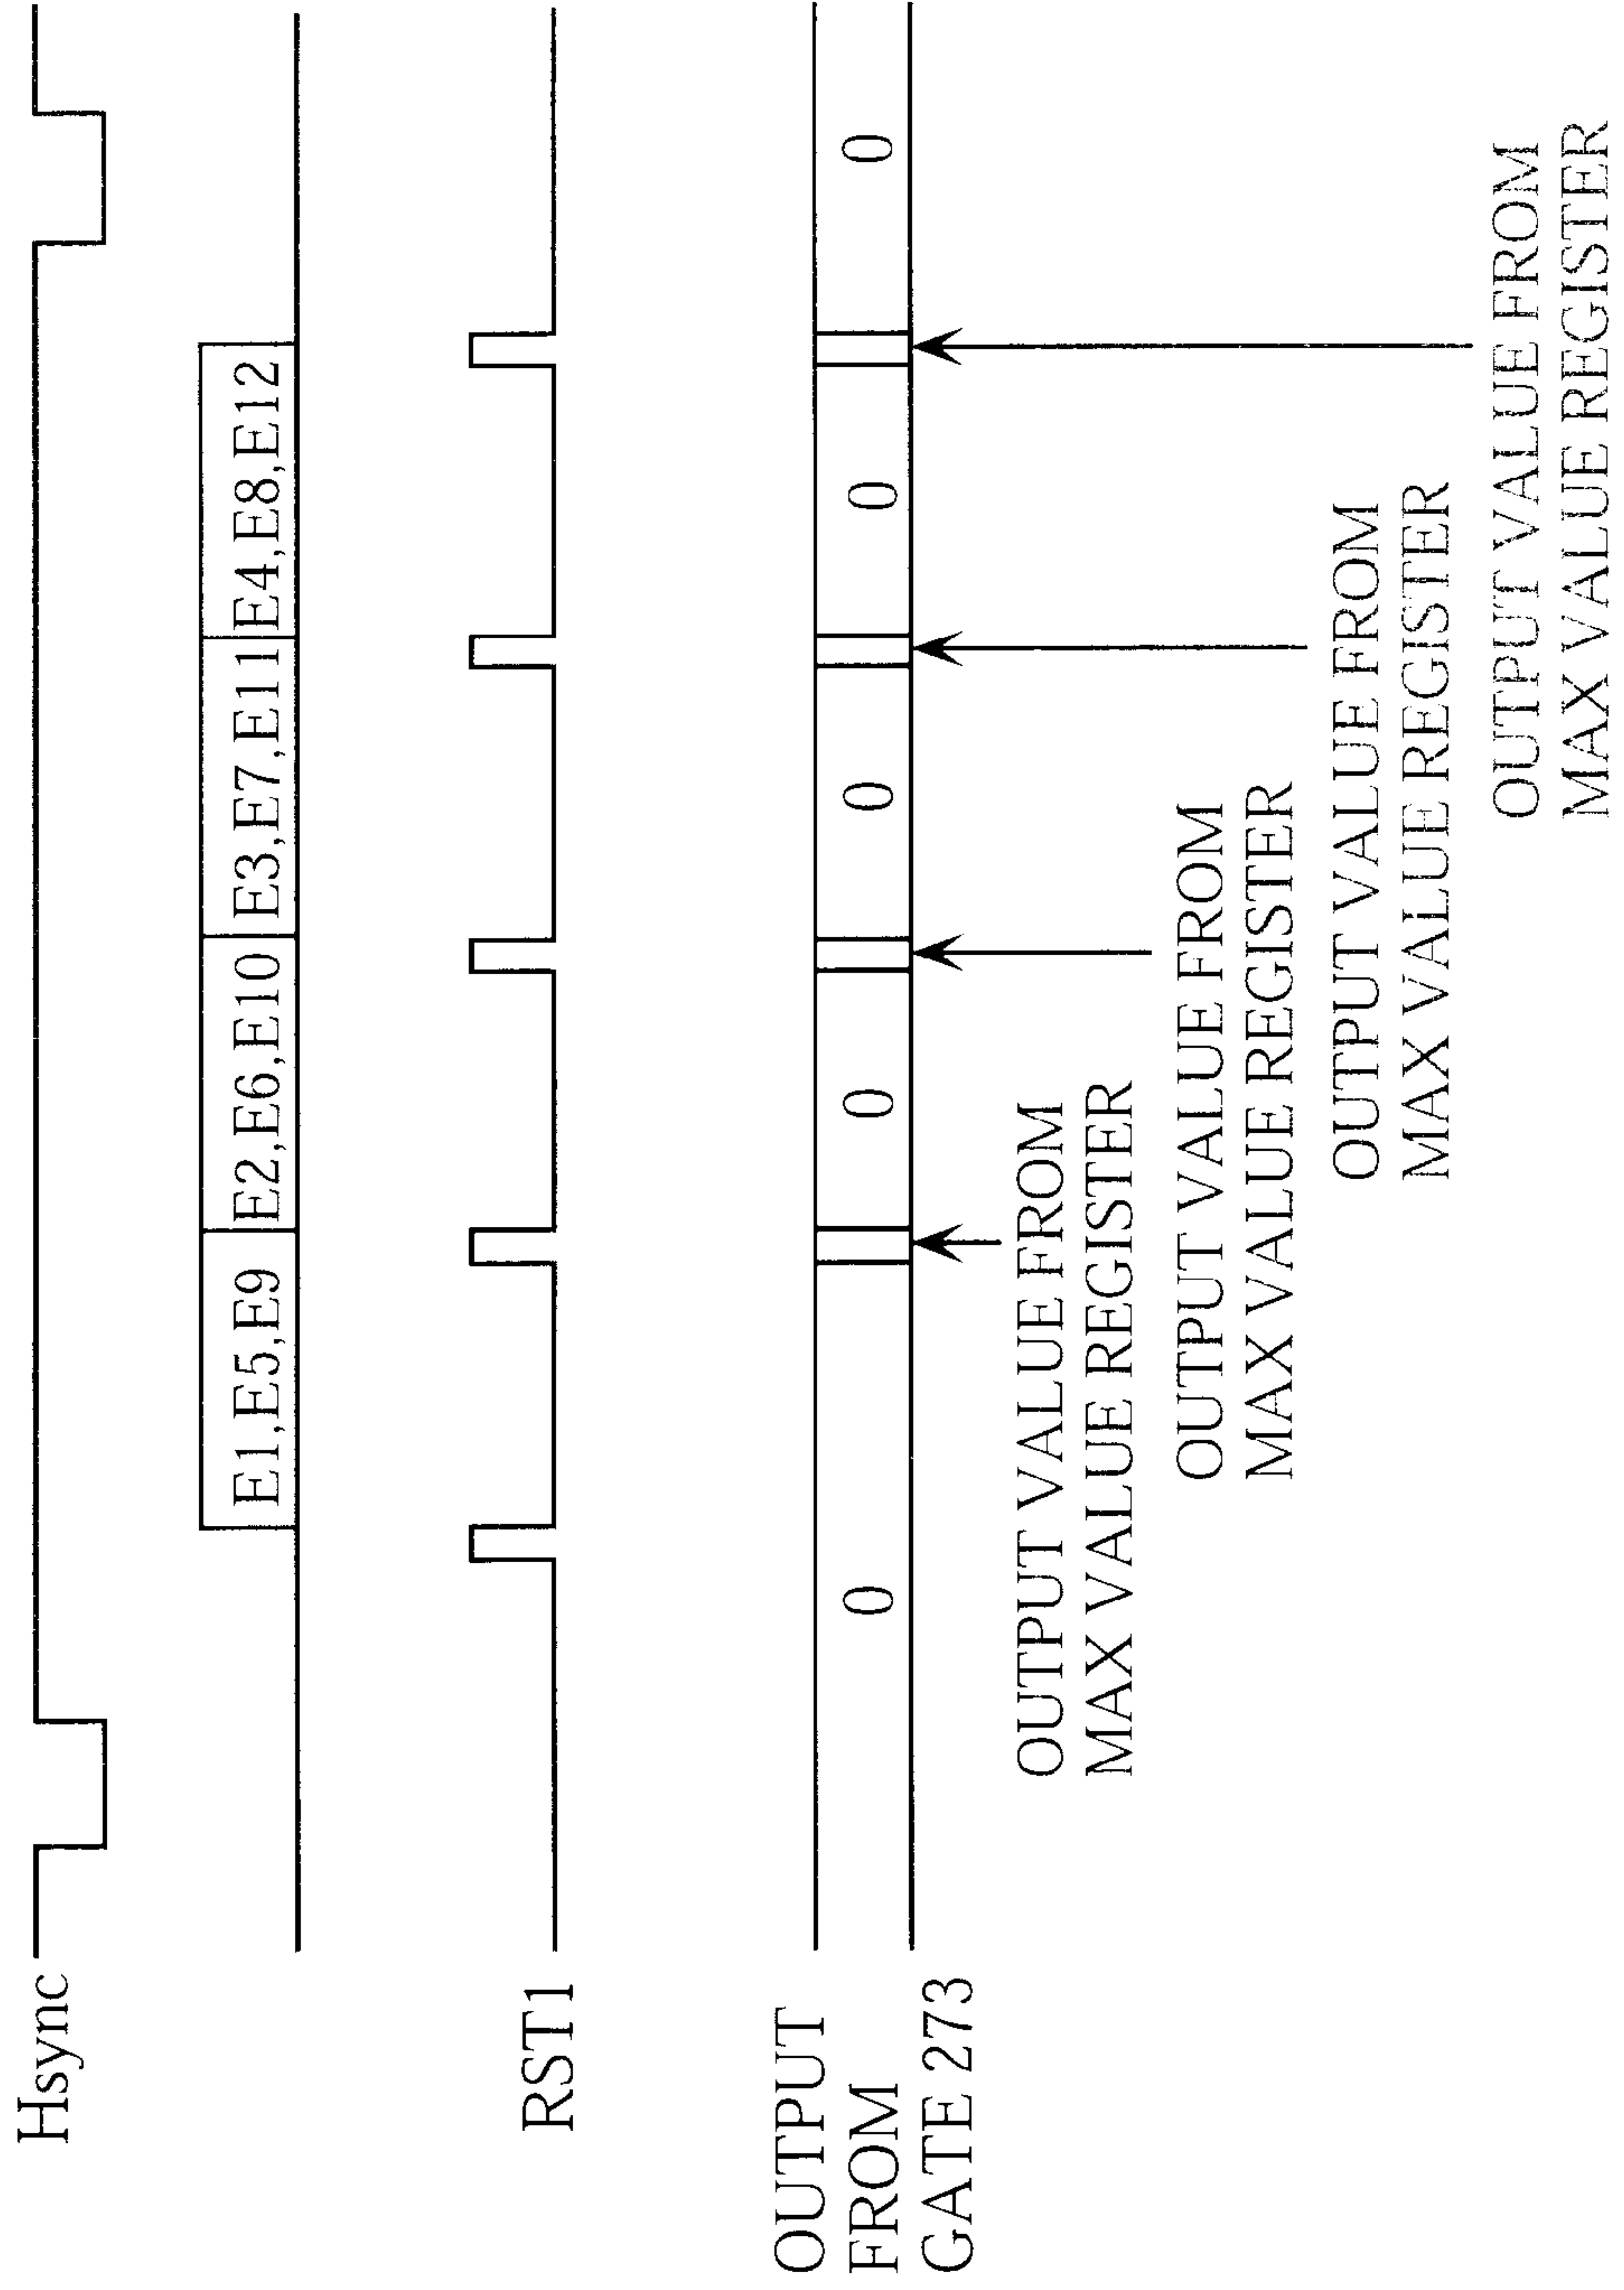 Hsync
E1,E5,E9
E2,E6,E10
E3,E7,E11
E4,E8,E12
RST1
OUTPUT
FROM
GATE 273
0
0
0
0
0
OUTPUT VALUE FROM
MAX VALUE REGISTER
OUTPUT VALUE FROM
MAX VALUE REGISTER
OUTPUT VALUE FROM
MAX VALUE REGISTER
OUTPUT VALUE FROM
MAX VALUE REGISTER